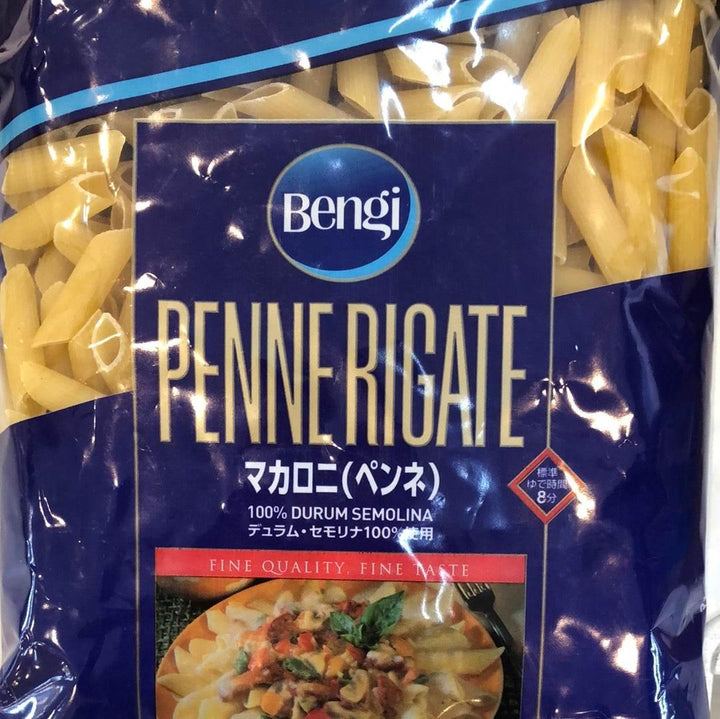 Bengi
PENNE RIGATE
マカロニ(ペンネ)
標準
ゆで時間
8分
100% DURUM SEMOLINA
デュラム・セモリナ100%使用
FINE QUALITY, FINE TASTE